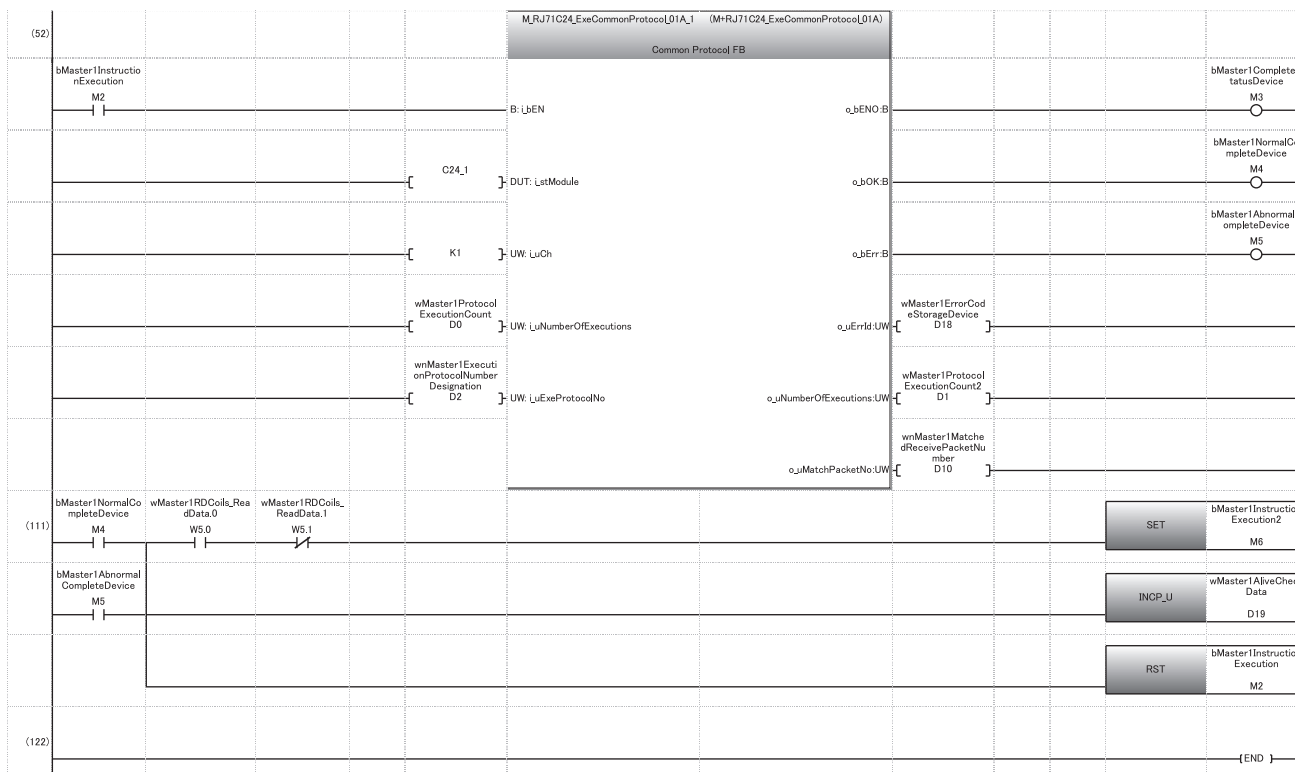 (52)
M_RJ71C24_ExeCommonProtocol_01A_1 (M+RJ71C24_ExeCommonProtocol_01A)
Common Protocol FB
bMaster1Instructio
nExecution
M2
B: i_bEN
o_bENO:B
bMaster1Complete
tatusDevice
M3
C24_1
DUT: i_stModule
o_bOK:B
bMaster1NormalCo
mpleteDevice
M4
K1
UW: i_uCh
o_bErr:B
bMaster1Abnormal
ompleteDevice
M5
wMaster1Protocol
ExecutionCount
D0
UW: i_uNumberOfExecutions
o_uErrId:UW
wMaster1ErrorCod
eStorageDevice
D18
wnMaster1Executi
onProtocolNumber
Designation
D2
UW: i_uExeProtocolNo
o_uNumberOfExecutions:UW
wMaster1Protocol
ExecutionCount2
D1
o_uMatchPacketNo:UW
wnMaster1Matche
dReceivePacketNu
mber
D10
(111)
bMaster1NormalCo
mpleteDevice
M4
wMaster1RDCoils_Rea
dData.0
W5.0
wMaster1RDCoils_
ReadData.1
W5.1
SET
bMaster1Instructio
Execution2
M6
bMaster1Abnormal
CompleteDevice
M5
INCP_U
wMaster1AliveChec
Data
D19
RST
bMaster1Instructio
Execution
M2
(122)
END